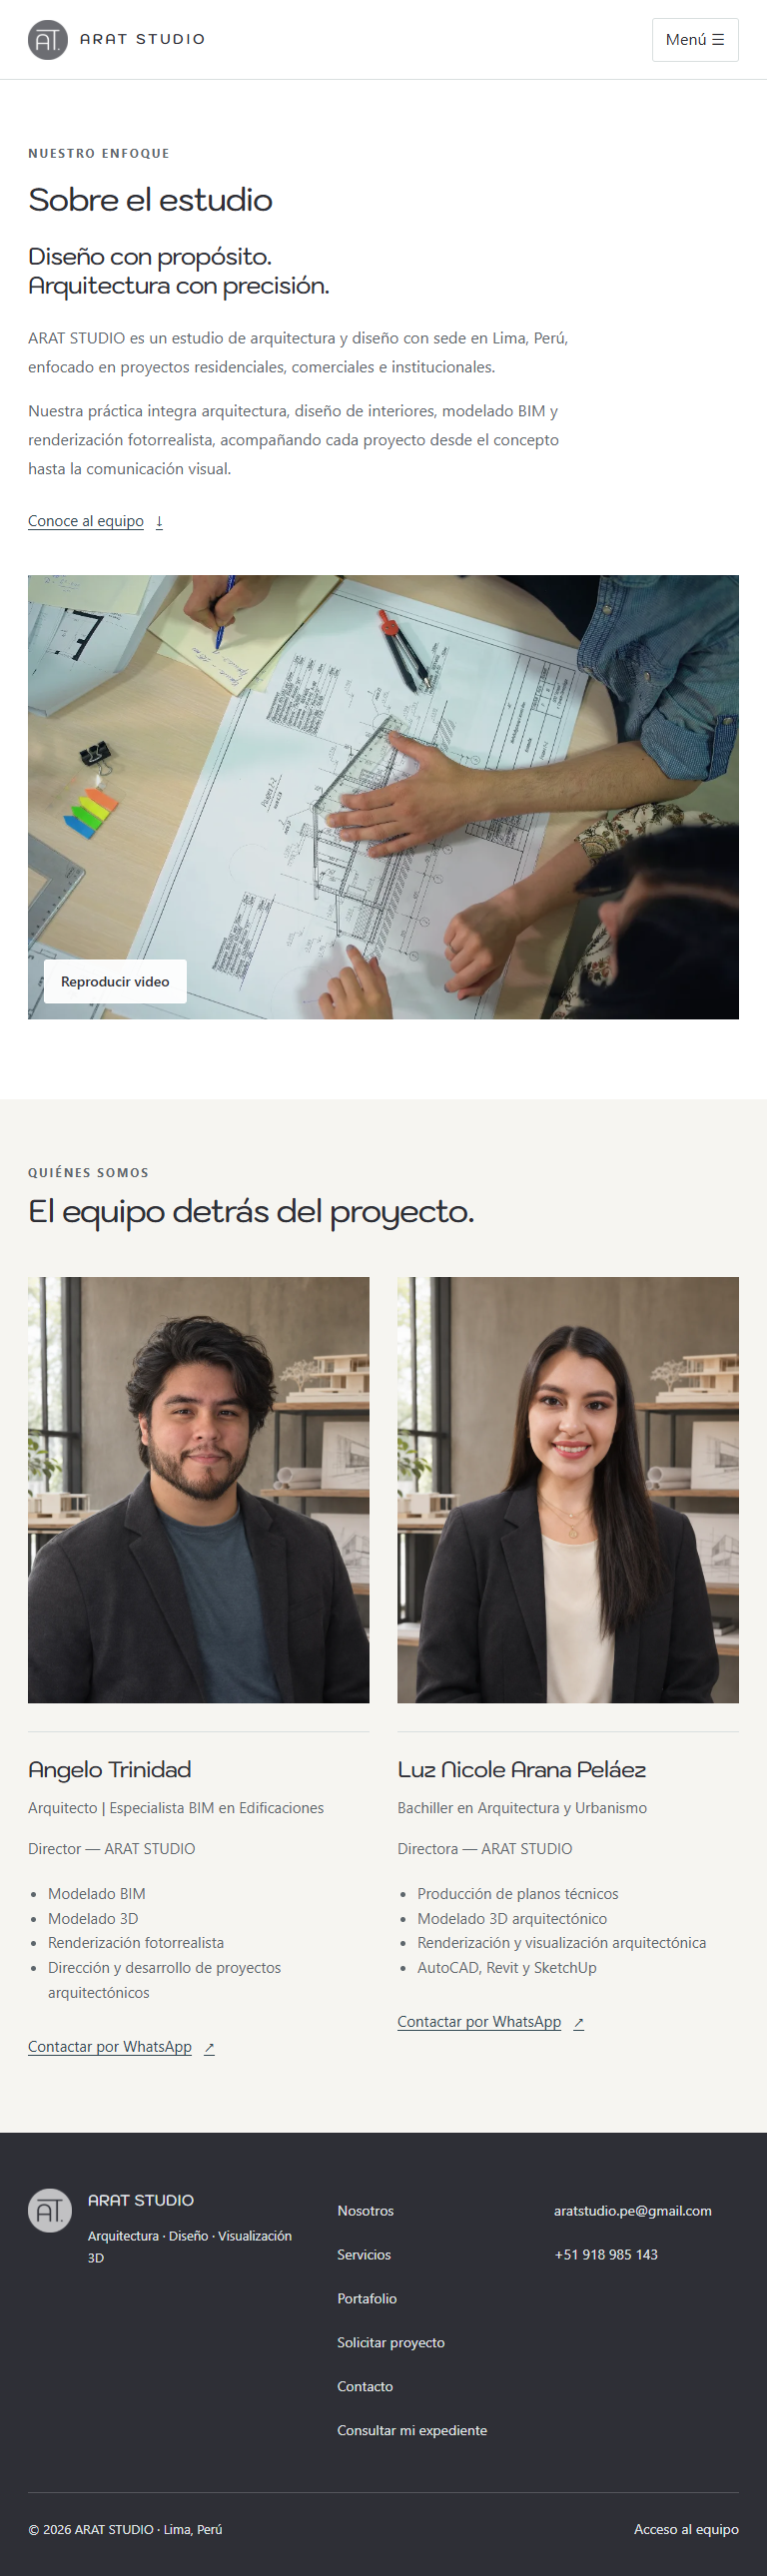 AT. ARAT STUDIO
Menú ☰
NUESTRO ENFOQUE
Sobre el estudio
Diseño con propósito.
Arquitectura con precisión.
ARAT STUDIO es un estudio de arquitectura y diseño con sede en Lima, Perú,
enfocado en proyectos residenciales, comerciales e institucionales.
Nuestra práctica integra arquitectura, diseño de interiores, modelado BIM y
renderización fotorrealista, acompañando cada proyecto desde el concepto
hasta la comunicación visual.
Conoce al equipo ↓
Reproducir video
QUIÉNES SOMOS
El equipo detrás del proyecto.
Angelo Trinidad
Arquitecto | Especialista BIM en Edificaciones
Director — ARAT STUDIO
• Modelado BIM
• Modelado 3D
• Renderización fotorrealista
• Dirección y desarrollo de proyectos
arquitectónicos
Contactar por WhatsApp ↗
Luz Nicole Arana Peláez
Bachiller en Arquitectura y Urbanismo
Directora — ARAT STUDIO
• Producción de planos técnicos
• Modelado 3D arquitectónico
• Renderización y visualización arquitectónica
• AutoCAD, Revit y SketchUp
Contactar por WhatsApp ↗
AT. ARAT STUDIO
Arquitectura · Diseño · Visualización
3D
Nosotros
Servicios
Portafolio
Solicitar proyecto
Contacto
Consultar mi expediente
aratstudio.pe@gmail.com
+51 918 985 143
© 2026 ARAT STUDIO · Lima, Perú
Acceso al equipo